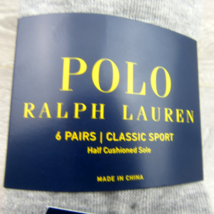 POLO
RALPH LAUREN
6 PAIRS | CLASSIC SPORT
Half Cushioned Sole
MADE IN CHINA